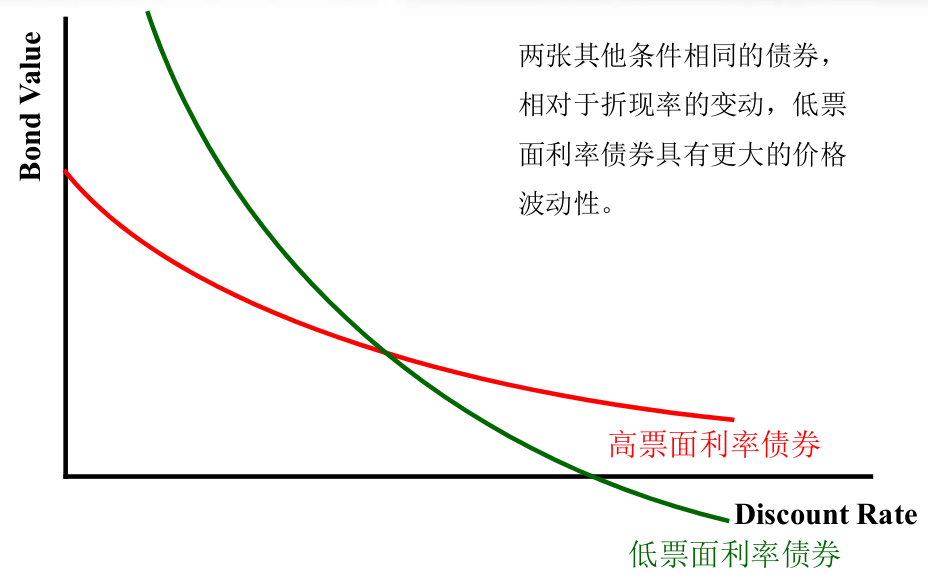 Bond Value
两张其他条件相同的债券，
相对于折现率的变动，低票
面利率债券具有更大的价格
波动性。
高票面利率债券
Discount Rate
低票面利率债券